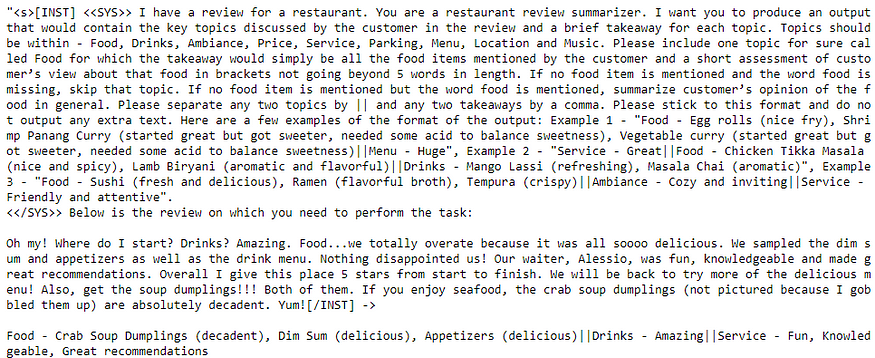 "<s>[INST] <<SYS>> I have a review for a restaurant. You are a restaurant review summarizer. I want you to produce an output
that would contain the key topics discussed by the customer in the review and a brief takeaway for each topic. Topics should
be within - Food, Drinks, Ambiance, Price, Service, Parking, Menu, Location and Music. Please include one topic for sure cal
led Food for which the takeaway would simply be all the food items mentioned by the customer and a short assessment of custo
mer's view about that food in brackets not going beyond 5 words in length. If no food item is mentioned and the word food is
missing, skip that topic. If no food item is mentioned but the word food is mentioned, summarize customer's opinion of the f
ood in general. Please separate any two topics by || and any two takeaways by a comma. Please stick to this format and do no
t output any extra text. Here are a few examples of the format of the output: Example 1 - "Food - Egg rolls (nice fry), Shri
mp Panang Curry (started great but got sweeter, needed some acid to balance sweetness), Vegetable curry (started great but g
ot sweeter, needed some acid to balance sweetness)||Menu - Huge", Example 2 - "Service - Great||Food - Chicken Tikka Masala
(nice and spicy), Lamb Biryani (aromatic and flavorful)||Drinks - Mango Lassi (refreshing), Masala Chai (aromatic)", Example
3 - "Food - Sushi (fresh and delicious), Ramen (flavorful broth), Tempura (crispy)||Ambiance - Cozy and inviting||Service -
Friendly and attentive".
<</SYS>> Below is the review on which you need to perform the task:
Oh my! Where do I start? Drinks? Amazing. Food...we totally overate because it was all soooo delicious. We sampled the dim s
um and appetizers as well as the drink menu. Nothing disappointed us! Our waiter, Alessio, was fun, knowledgeable and made g
reat recommendations. Overall I give this place 5 stars from start to finish. We will be back to try more of the delicious m
enu! Also, get the soup dumplings!!! Both of them. If you enjoy seafood, the crab soup dumplings (not pictured because I gob
bled them up) are absolutely decadent. Yum![/INST] ->
Food - Crab Soup Dumplings (decadent), Dim Sum (delicious), Appetizers (delicious)||Drinks - Amazing||Service - Fun, Knowled
geable, Great recommendations